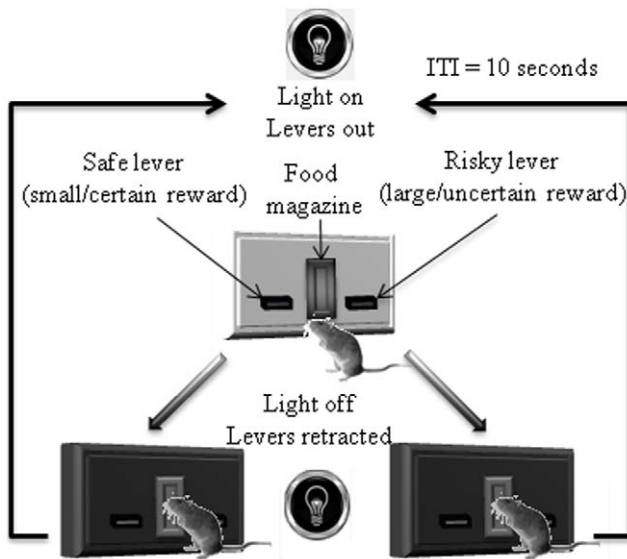 ITI = 10 seconds
Light on
Levers out
Safe lever
(small/certain reward)
Food
magazine
Risky lever
(large/uncertain reward)
Light off
Levers retracted